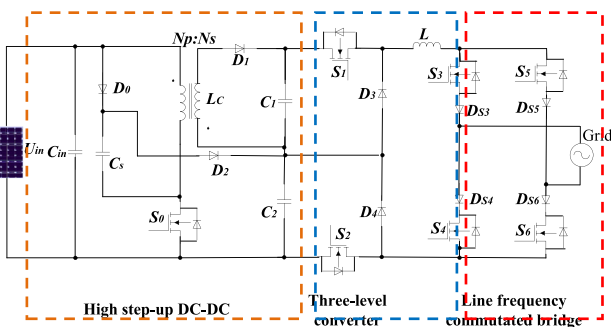 Np:Ns
D1
S1
L
S3
S5
D0
LC
C1
D3
DS3
DS5
Uin
Cin
Cs
D2
Grid
S0
C2
S2
D4
DS4
S4
DS6
S6
High step-up DC-DC
Three-level
converter
Line frequency
commutated bridge